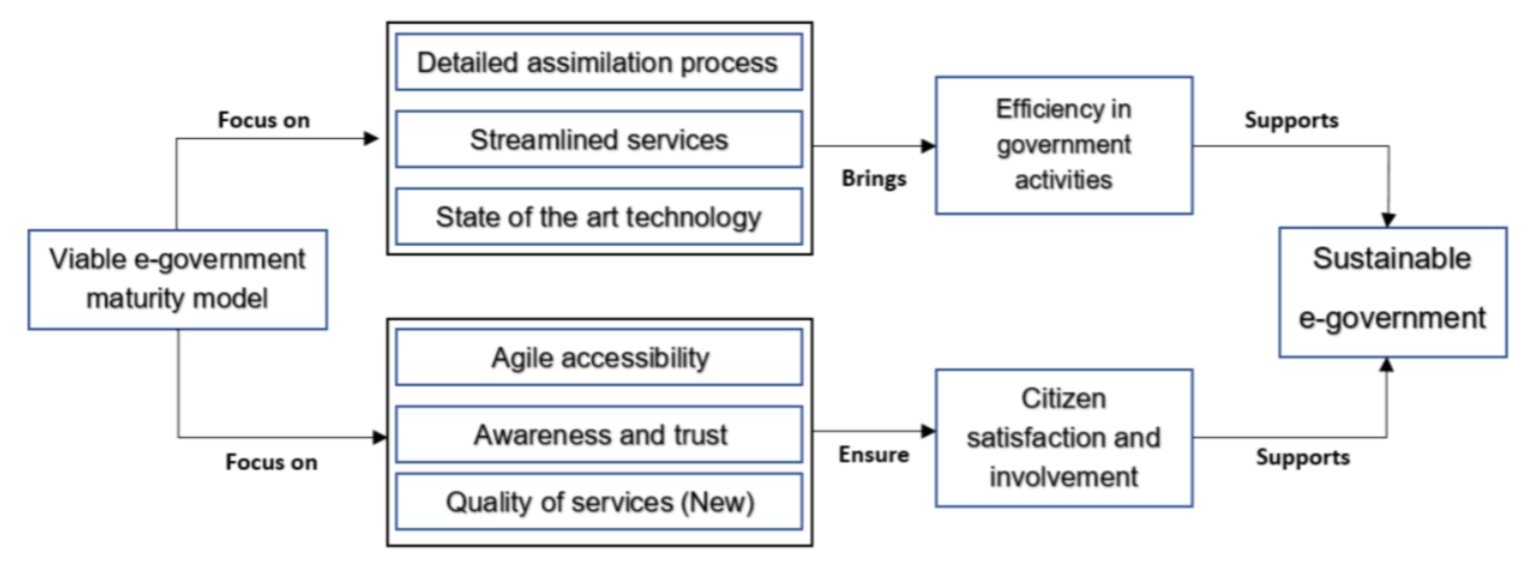 Detailed assimilation process
Streamlined services
State of the art technology
Focus on
Brings
Efficiency in
government
activities
Supports
Viable e-government
maturity model
Sustainable
e-government
Focus on
Agile accessibility
Awareness and trust
Quality of services (New)
Ensure
Citizen
satisfaction and
involvement
Supports